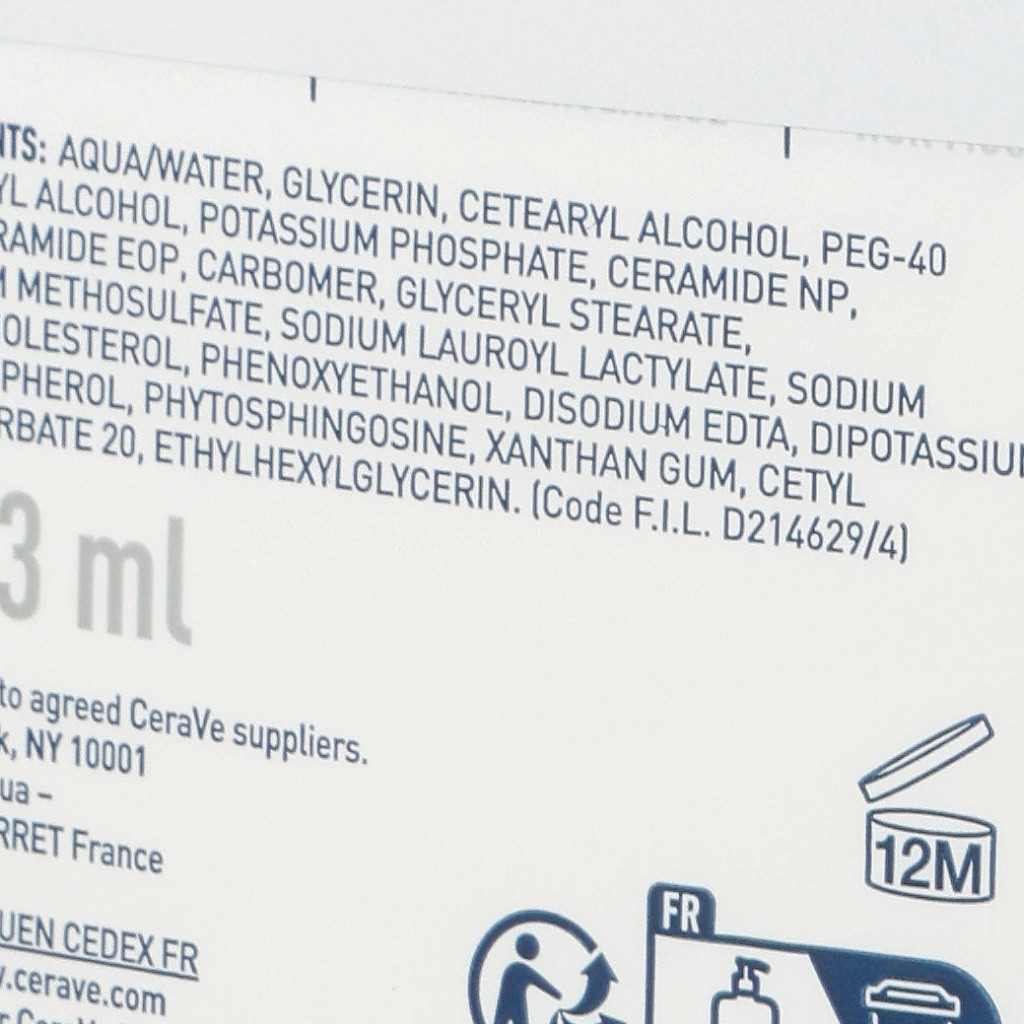 NTS: AQUA/WATER, GLYCERIN, CETEARYL ALCOHOL, PEG-40
YL ALCOHOL, POTASSIUM PHOSPHATE, CERAMIDE NP,
RAMIDE EOP, CARBOMER, GLYCERYL STEARATE,
M METHOSULFATE, SODIUM LAUROYL LACTYLATE, SODIUM
OLESTEROL, PHENOXYETHANOL, DISODIUM EDTA, DIPOTASSIUM
PHEROL, PHYTOSPHINGOSINE, XANTHAN GUM, CETYL
RBATE 20, ETHYLHEXYLGLYCERIN. (Code F.I.L. D214629/4)
3 ml
to agreed CeraVe suppliers.
k, NY 10001
ua –
RRET France
UEN CEDEX FR
.cerave.com
12M
FR